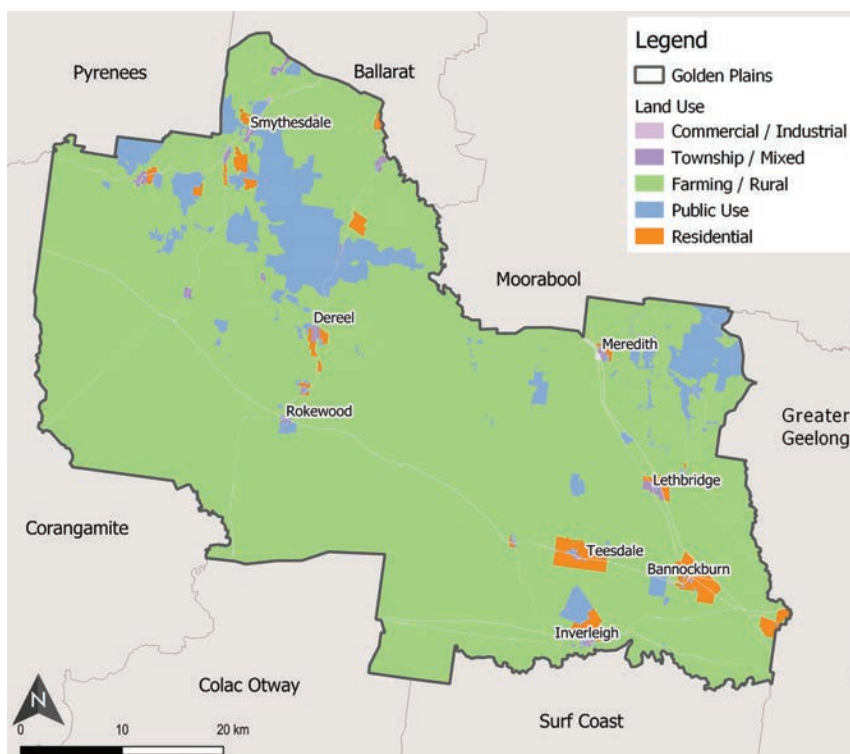 Pyrenees
Ballarat
Legend
Golden Plains
Land Use
Commercial / Industrial
Township / Mixed
Farming / Rural
Public Use
Residential
Smythesdale
Moorabool
Dereel
Meredith
Rokewood
Greater
Geelong
Lethbridge
Corangamite
Teesdale
Bannockburn
Inverleigh
Colac Otway
Surf Coast
N
0 10 20 km